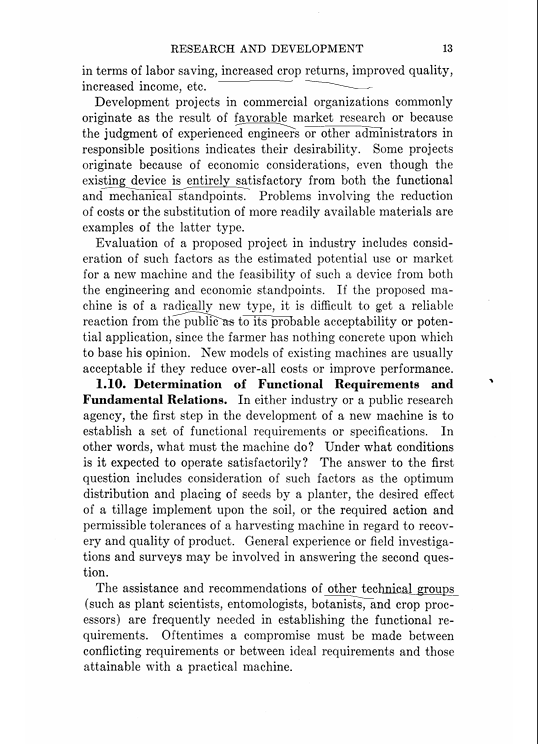 RESEARCH AND DEVELOPMENT 13
in terms of labor saving, increased crop returns, improved quality,
increased income, etc.
Development projects in commercial organizations commonly
originate as the result of favorable market research or because
the judgment of experienced engineers or other administrators in
responsible positions indicates their desirability. Some projects
originate because of economic considerations, even though the
existing device is entirely satisfactory from both the functional
and mechanical standpoints. Problems involving the reduction
of costs or the substitution of more readily available materials are
examples of the latter type.
Evaluation of a proposed project in industry includes consid-
eration of such factors as the estimated potential use or market
for a new machine and the feasibility of such a device from both
the engineering and economic standpoints. If the proposed ma-
chine is of a radically new type, it is difficult to get a reliable
reaction from the public as to its probable acceptability or poten-
tial application, since the farmer has nothing concrete upon which
to base his opinion. New models of existing machines are usually
acceptable if they reduce over-all costs or improve performance.
1.10. Determination of Functional Requirements and
Fundamental Relations. In either industry or a public research
agency, the first step in the development of a new machine is to
establish a set of functional requirements or specifications. In
other words, what must the machine do? Under what conditions
is it expected to operate satisfactorily? The answer to the first
question includes consideration of such factors as the optimum
distribution and placing of seeds by a planter, the desired effect
of a tillage implement upon the soil, or the required action and
permissible tolerances of a harvesting machine in regard to recov-
ery and quality of product. General experience or field investiga-
tions and surveys may be involved in answering the second ques-
tion.
The assistance and recommendations of other technical groups
(such as plant scientists, entomologists, botanists, and crop proc-
essors) are frequently needed in establishing the functional re-
quirements. Oftentimes a compromise must be made between
conflicting requirements or between ideal requirements and those
attainable with a practical machine.